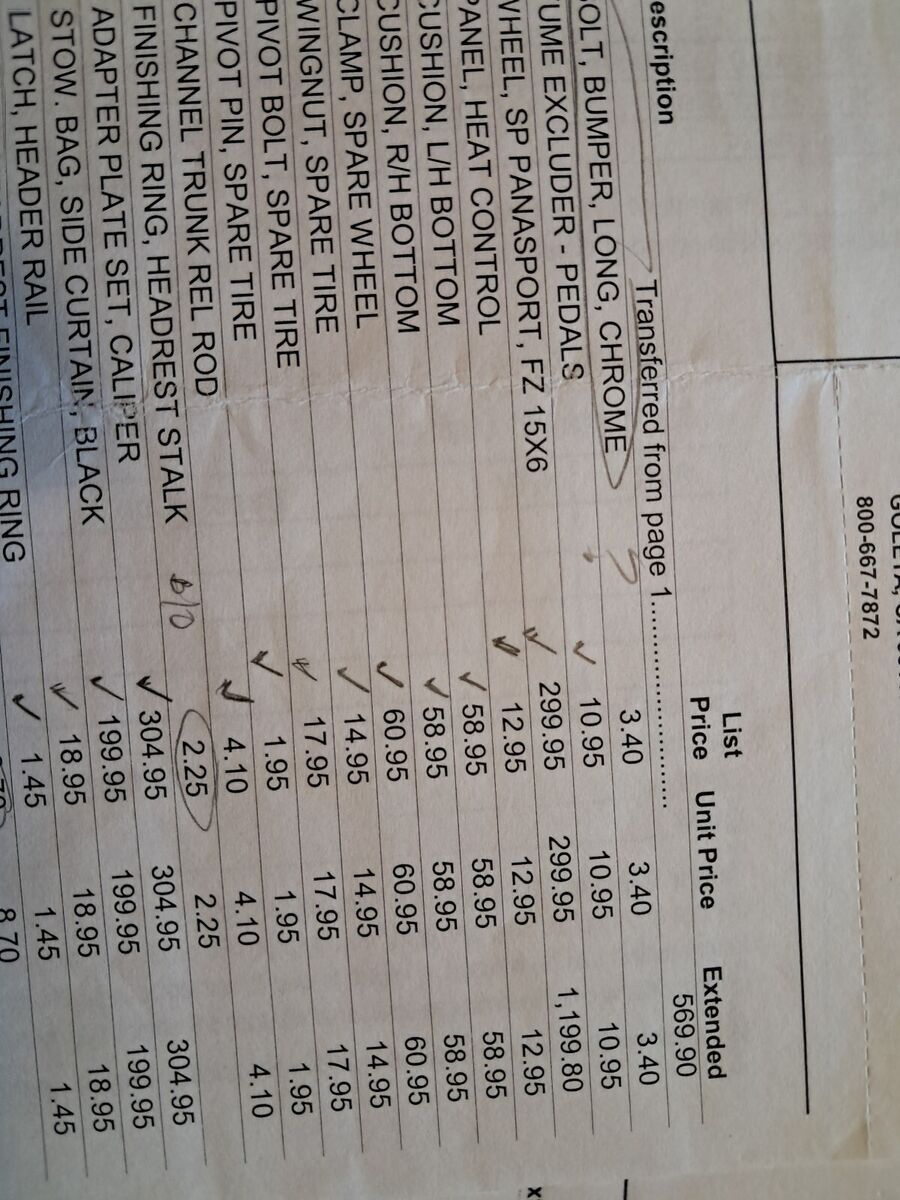 800-667-7872
List
escription Price Unit Price Extended
Transferred from page 1........................ 569.90
OLT, BUMPER, LONG, CHROME ? 3.40 3.40 3.40
UME EXCLUDER - PEDALS ✓ 10.95 10.95 10.95
WHEEL, SP PANASPORT, FZ 15X6 ✓ 299.95 299.95 1,199.80
PANEL, HEAT CONTROL ✓ 12.95 12.95 12.95
CUSHION, L/H BOTTOM ✓ 58.95 58.95 58.95
CUSHION, R/H BOTTOM ✓ 58.95 58.95 58.95
CLAMP, SPARE WHEEL ✓ 60.95 60.95 60.95
WINGNUT, SPARE TIRE ✓ 14.95 14.95 14.95
PIVOT BOLT, SPARE TIRE ✓ 17.95 17.95 17.95
PIVOT PIN, SPARE TIRE ✓ 1.95 1.95 1.95
CHANNEL TRUNK REL ROD ✓ 4.10 4.10 4.10
FINISHING RING, HEADREST STALK b/o 2.25 2.25
ADAPTER PLATE SET, CALIPER ✓ 304.95 304.95 304.95
STOW. BAG, SIDE CURTAIN, BLACK ✓ 199.95 199.95 199.95
LATCH, HEADER RAIL ✓ 18.95 18.95 18.95
FINISHING RING ✓ 1.45 1.45 1.45
8.70